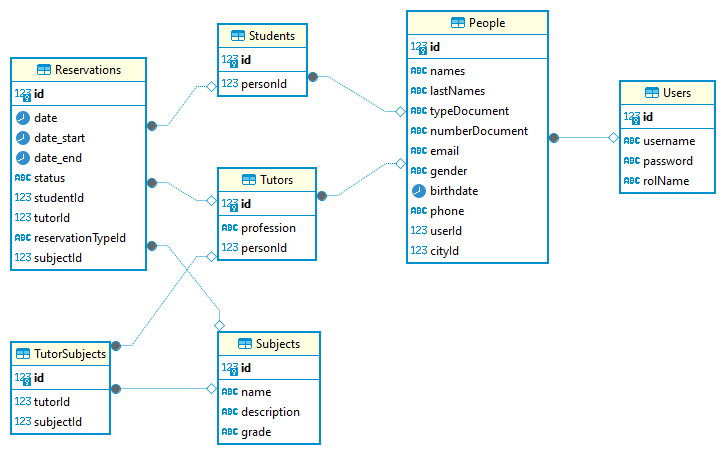 Reservations
123 id
date
date_start
date_end
ABC status
123 studentId
123 tutorId
ABC reservationTypeId
123 subjectId
Students
123 id
123 personId
Tutors
123 id
ABC profession
123 personId
People
123 id
ABC names
ABC lastNames
ABC typeDocument
ABC numberDocument
ABC email
ABC gender
birthdate
ABC phone
123 userId
123 cityId
Users
123 id
ABC username
ABC password
ABC rolName
TutorSubjects
123 id
123 tutorId
123 subjectId
Subjects
123 id
ABC name
ABC description
ABC grade